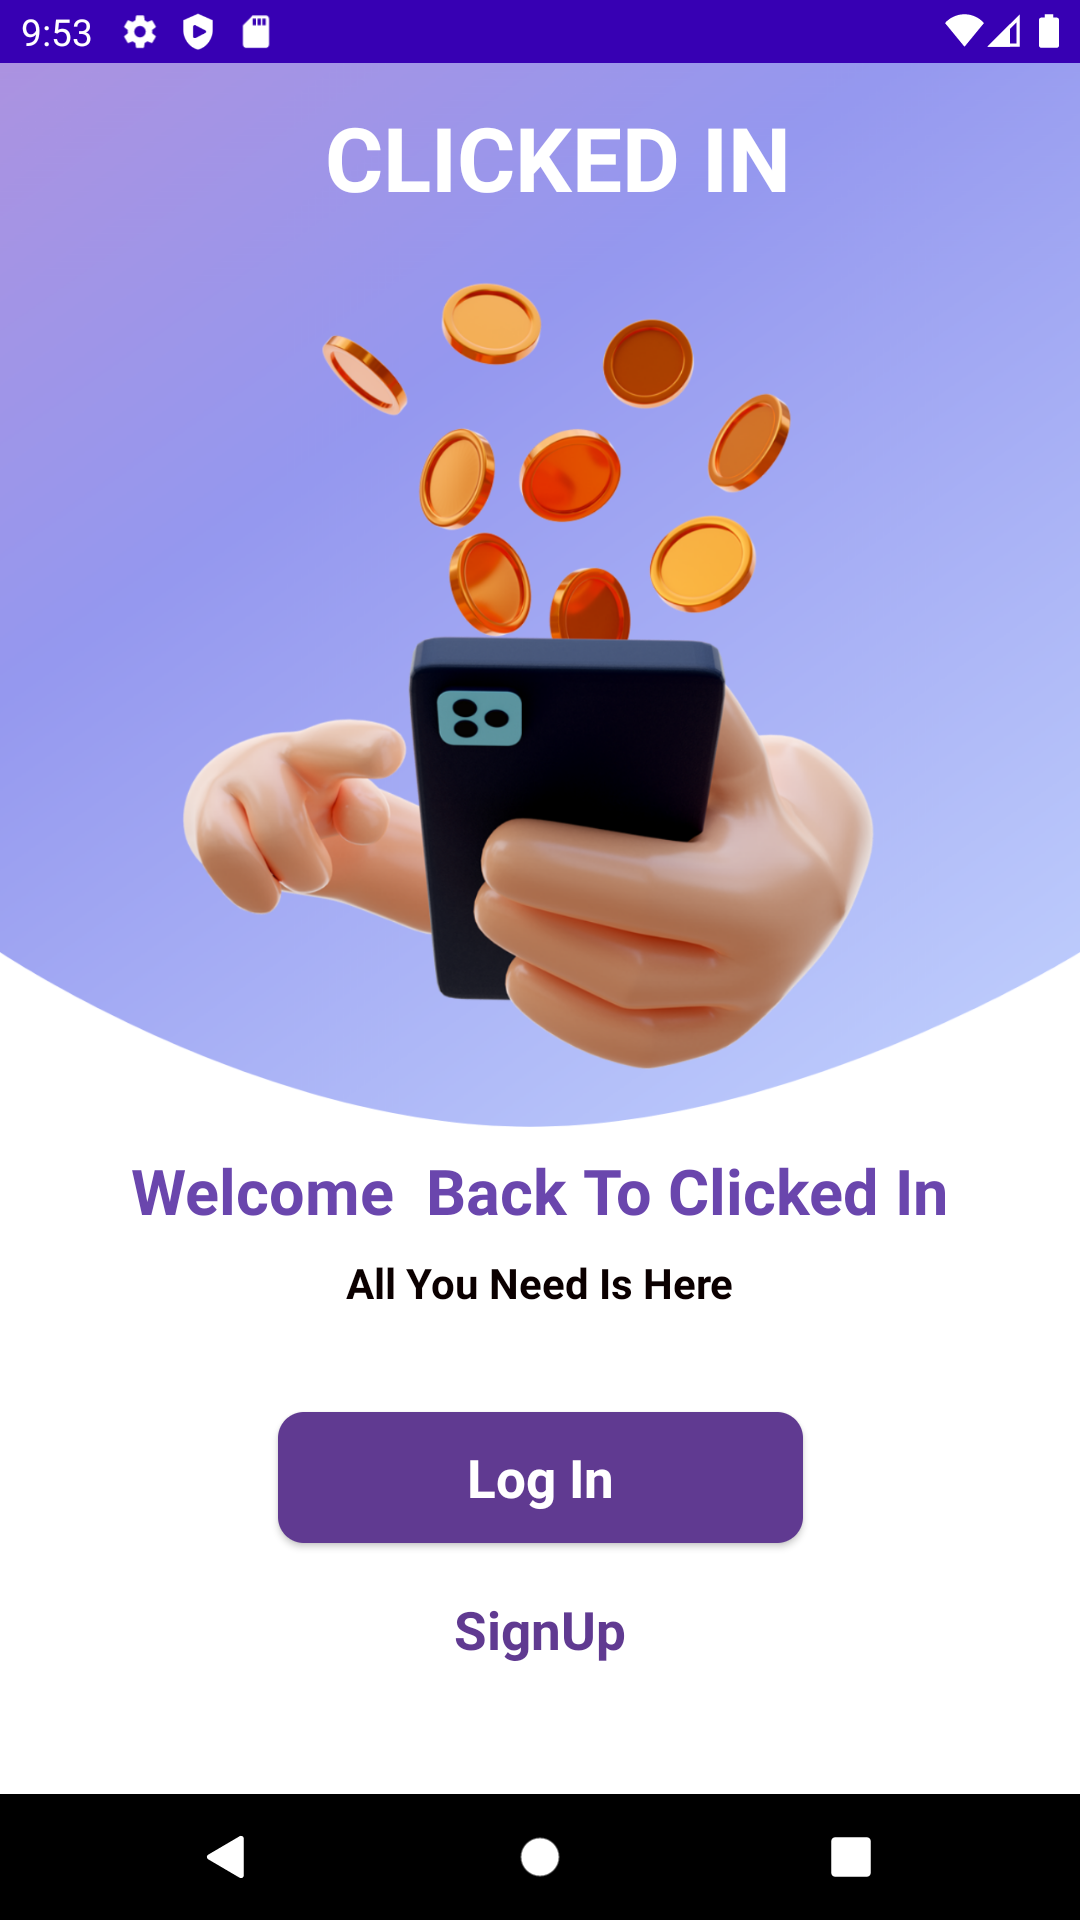 9:53
CLICKED IN
Welcome  Back To Clicked In
All You Need Is Here
Log In
SignUp